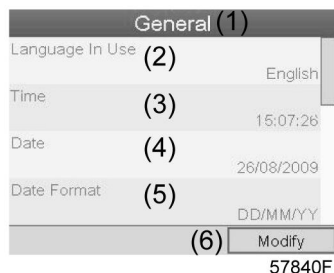 General (1)
Language In Use (2)
English
Time (3)
15:07:26
Date (4)
26/08/2009
Date Format (5)
DD/MM/YY
(6) Modify
57840F